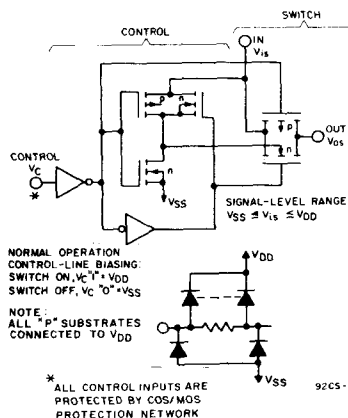 SWITCH
CONTROL
IN
Vis
p
n
p
n
OUT
Vos
CONTROL
VC
*
n
VSS
SIGNAL-LEVEL RANGE
VSS ≤ Vis ≤ VDD
NORMAL OPERATION
CONTROL-LINE BIASING:
SWITCH ON, VC "1" = VDD
SWITCH OFF, VC "0" = VSS
VDD
NOTE:
ALL "P" SUBSTRATES
CONNECTED TO VDD
VSS
* ALL CONTROL INPUTS ARE
PROTECTED BY COS/MOS
PROTECTION NETWORK
92CS-